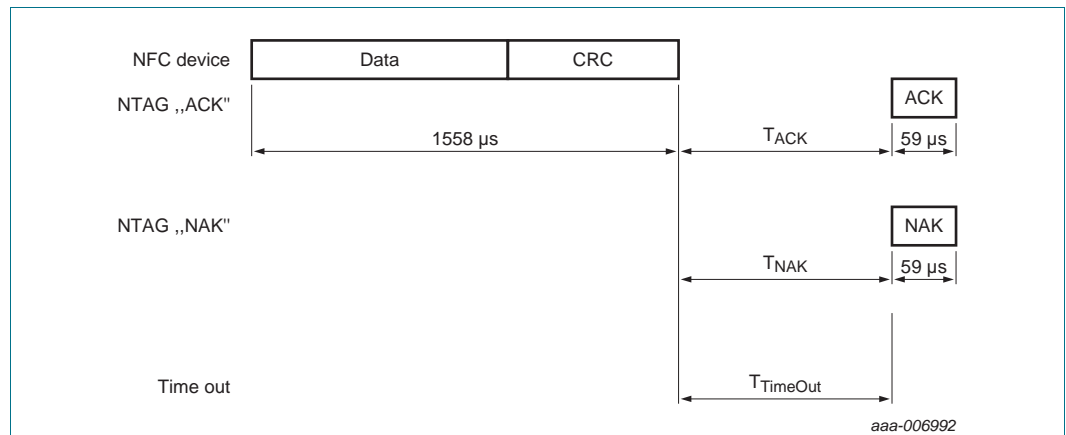 NFC device Data CRC
NTAG ,,ACK" ACK
1558 µs TACK 59 µs
NTAG ,,NAK" NAK
TNAK 59 µs
Time out TTimeOut
aaa-006992